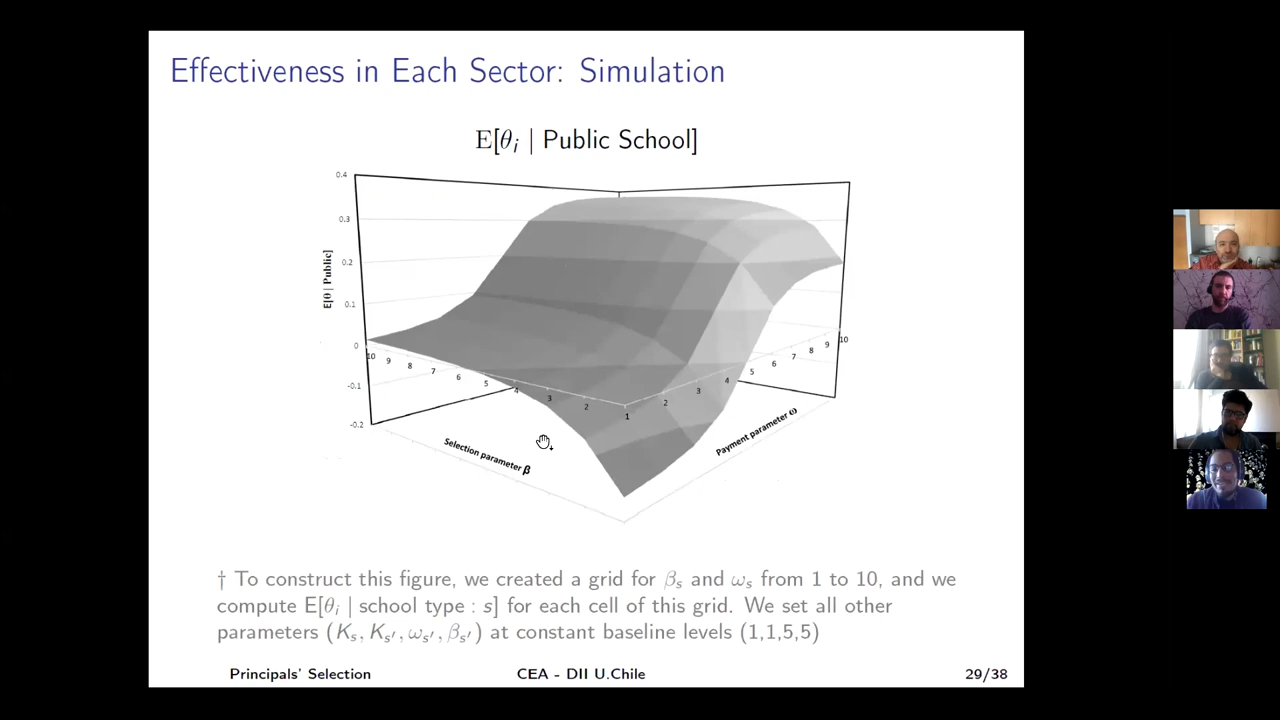 Effectiveness in Each Sector: Simulation
E[θi | Public School]
0.4
0.3
0.2
0.1
0
-0.1
-0.2
E[θ | Public]
10
9
8
7
6
5
4
3
2
1
2
3
4
5
6
7
8
9
10
Selection parameter β
Payment parameter ω
† To construct this figure, we created a grid for βs and ωs from 1 to 10, and we
compute E[θi | school type : s] for each cell of this grid. We set all other
parameters (Ks, Ks′, ωs′, βs′) at constant baseline levels (1,1,5,5)
Principals' Selection CEA - DII U.Chile 29/38